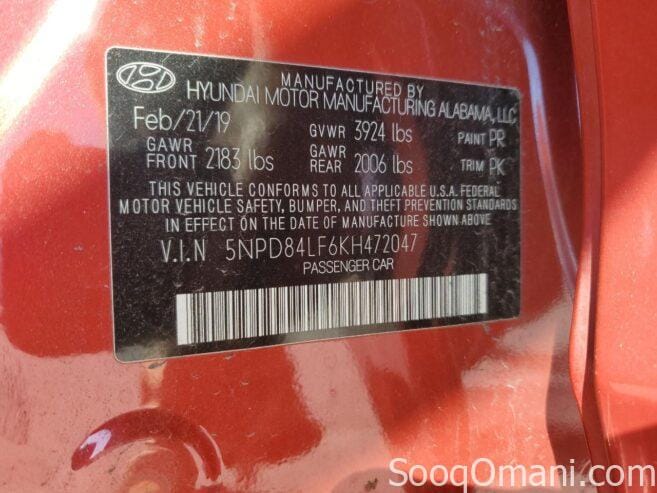 MANUFACTURED BY
HYUNDAI MOTOR MANUFACTURING ALABAMA, LLC
Feb/21/19 GVWR 3924 lbs PAINT PR
GAWR FRONT 2183 lbs GAWR REAR 2006 lbs TRIM PK
THIS VEHICLE CONFORMS TO ALL APPLICABLE U.S.A. FEDERAL
MOTOR VEHICLE SAFETY, BUMPER, AND THEFT PREVENTION STANDARDS
IN EFFECT ON THE DATE OF MANUFACTURE SHOWN ABOVE.
V.I.N 5NPD84LF6KH472047
PASSENGER CAR
SooqOmani.com